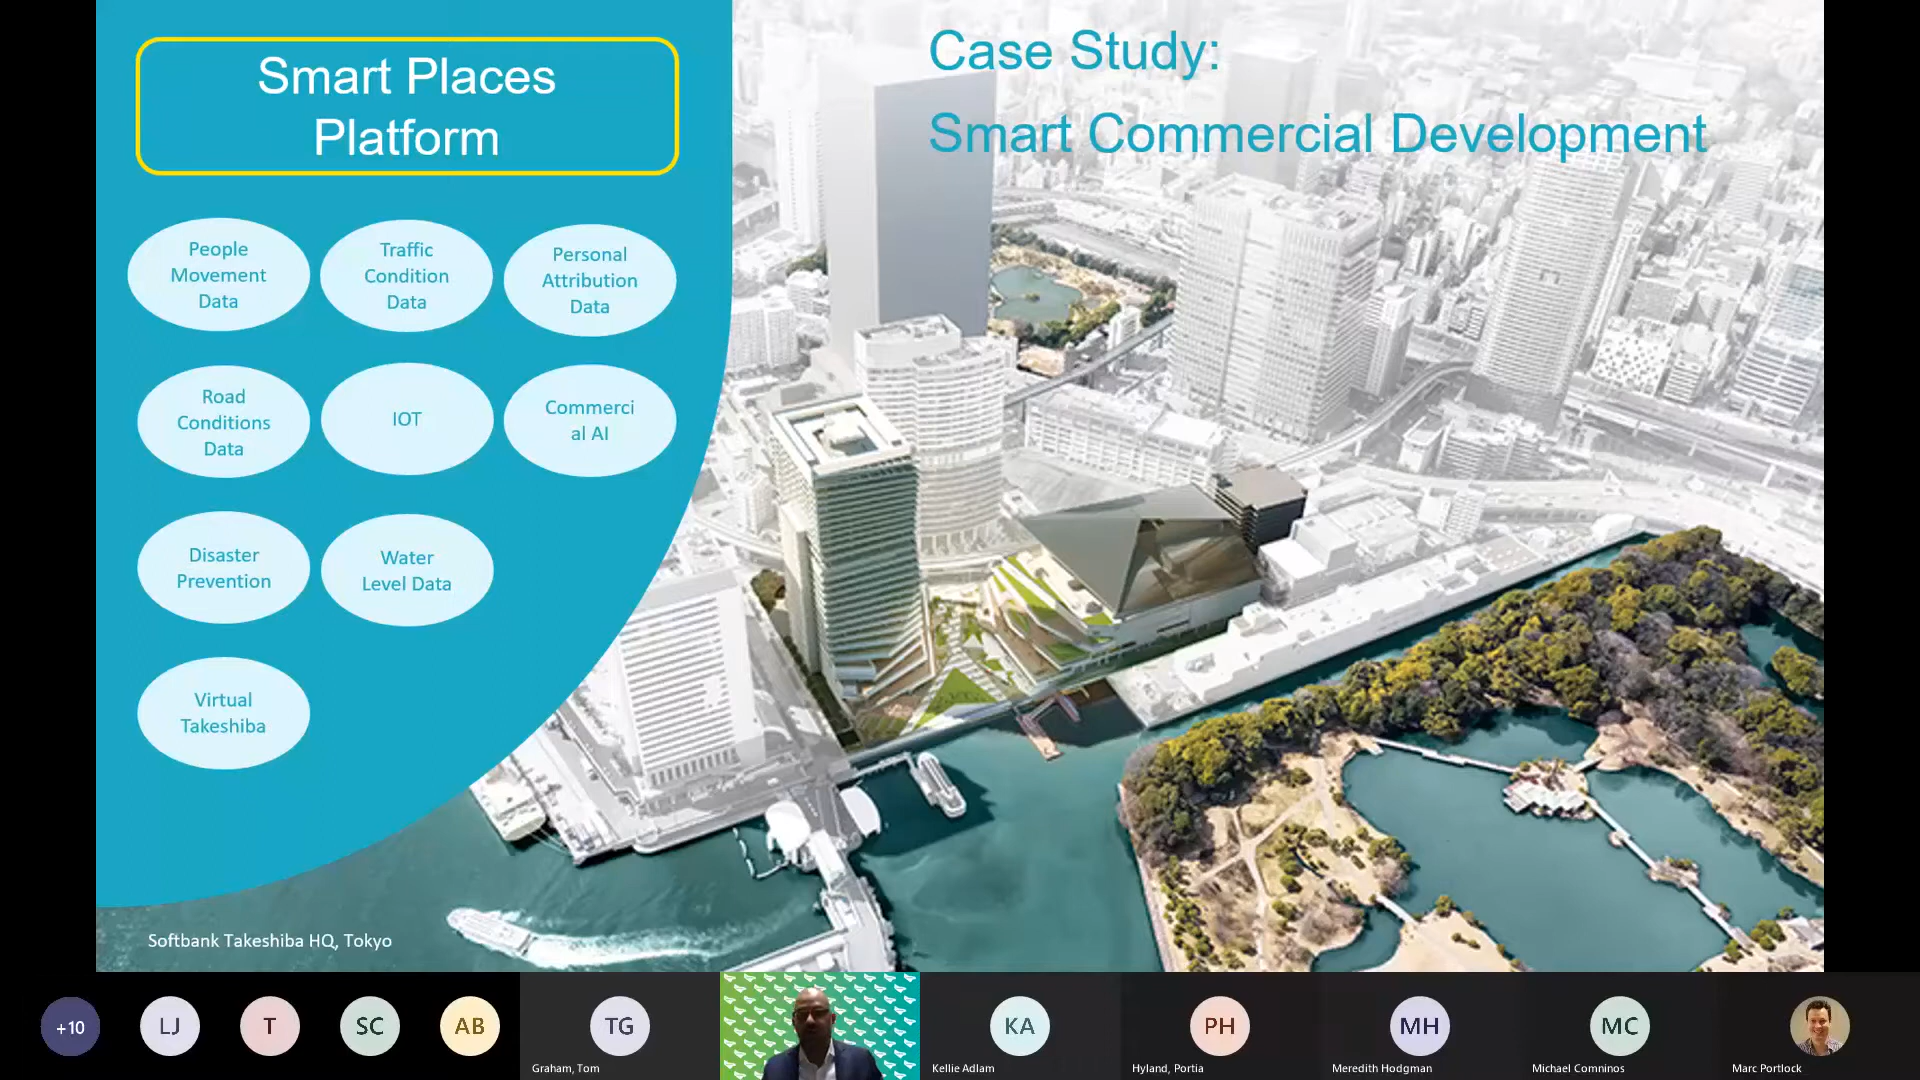 Smart Places
Platform
Case Study:
Smart Commercial Development
People
Movement
Data
Traffic
Condition
Data
Personal
Attribution
Data
Road
Conditions
Data
IOT
Commerci
al AI
Disaster
Prevention
Water
Level Data
Virtual
Takeshiba
Softbank Takeshiba HQ, Tokyo
+10
LJ
T
SC
AB
TG
KA
PH
MH
MC
Graham, Tom
Kellie Adlam
Hyland, Portia
Meredith Hodgman
Michael Comninos
Marc Portlock